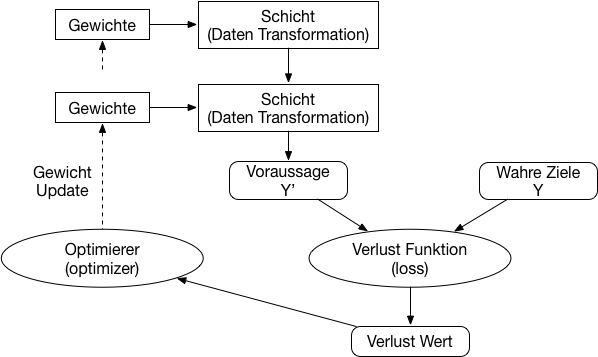 Gewichte
Schicht
(Daten Transformation)
Gewichte
Schicht
(Daten Transformation)
Gewicht
Update
Voraussage
Y'
Wahre Ziele
Y
Optimierer
(optimizer)
Verlust Funktion
(loss)
Verlust Wert